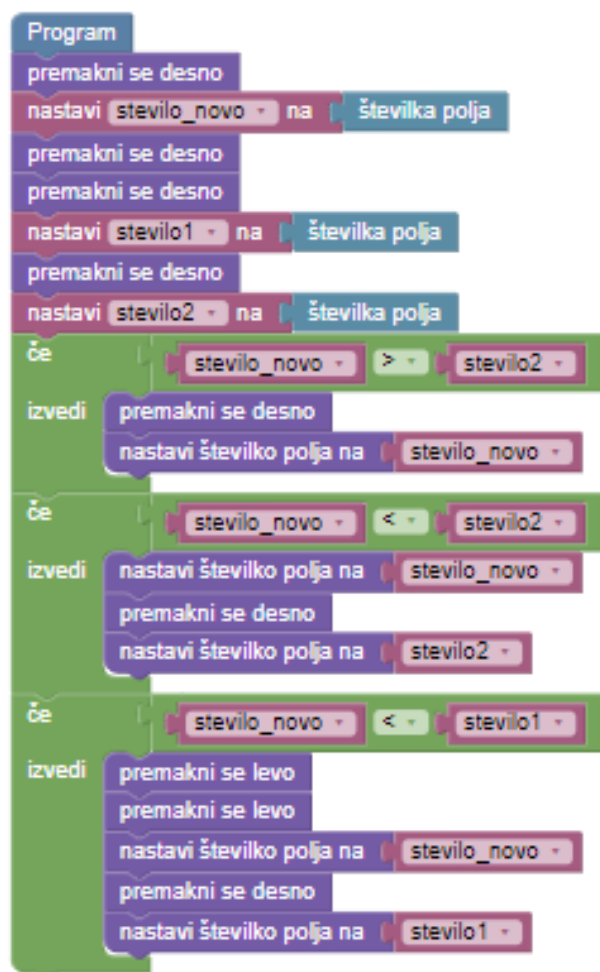 Program
premakni se desno
nastavi stevilo_novo na številka polja
premakni se desno
premakni se desno
nastavi stevilo1 na številka polja
premakni se desno
nastavi stevilo2 na številka polja
če stevilo_novo > stevilo2
izvedi premakni se desno
nastavi številko polja na stevilo_novo
če stevilo_novo < stevilo2
izvedi nastavi številko polja na stevilo_novo
premakni se desno
nastavi številko polja na stevilo2
če stevilo_novo < stevilo1
izvedi premakni se levo
premakni se levo
nastavi številko polja na stevilo_novo
premakni se desno
nastavi številko polja na stevilo1